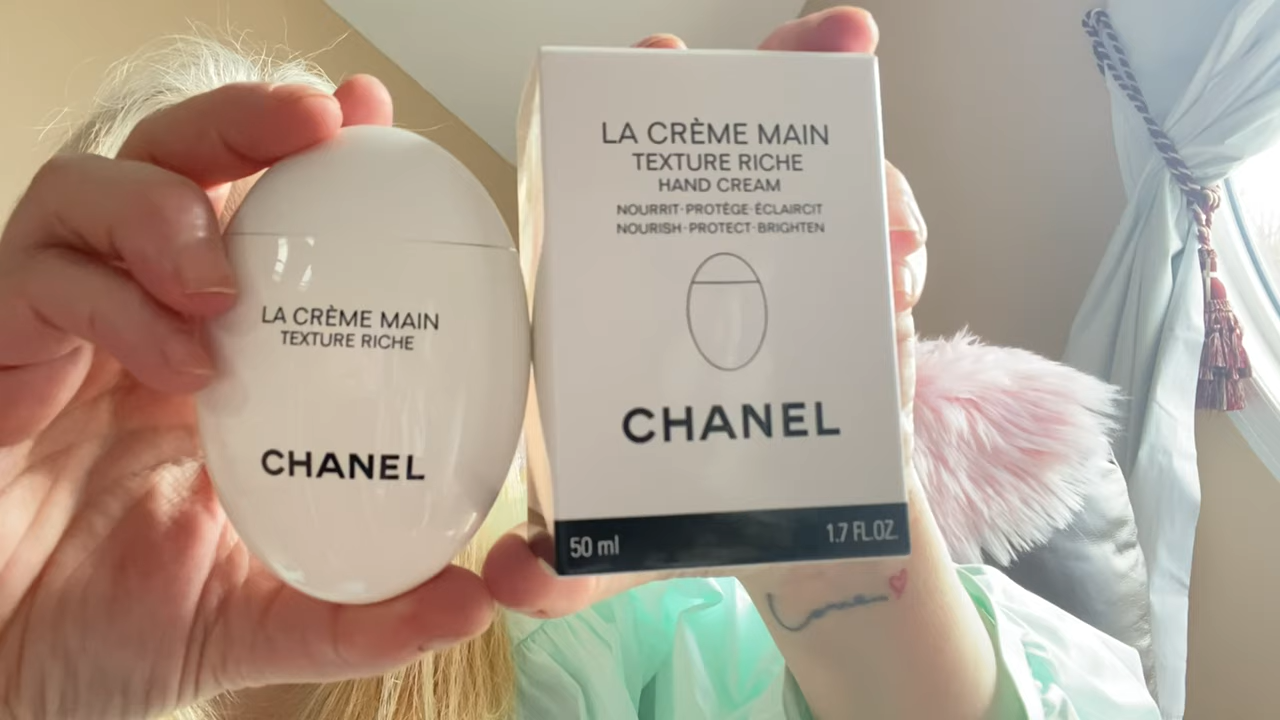 LA CRÈME MAIN
TEXTURE RICHE
CHANEL
LA CRÈME MAIN
TEXTURE RICHE
HAND CREAM
NOURRIT·PROTÈGE·ÉCLAIRCIT
NOURISH·PROTECT·BRIGHTEN
CHANEL
50 ml 1.7 FL.OZ.